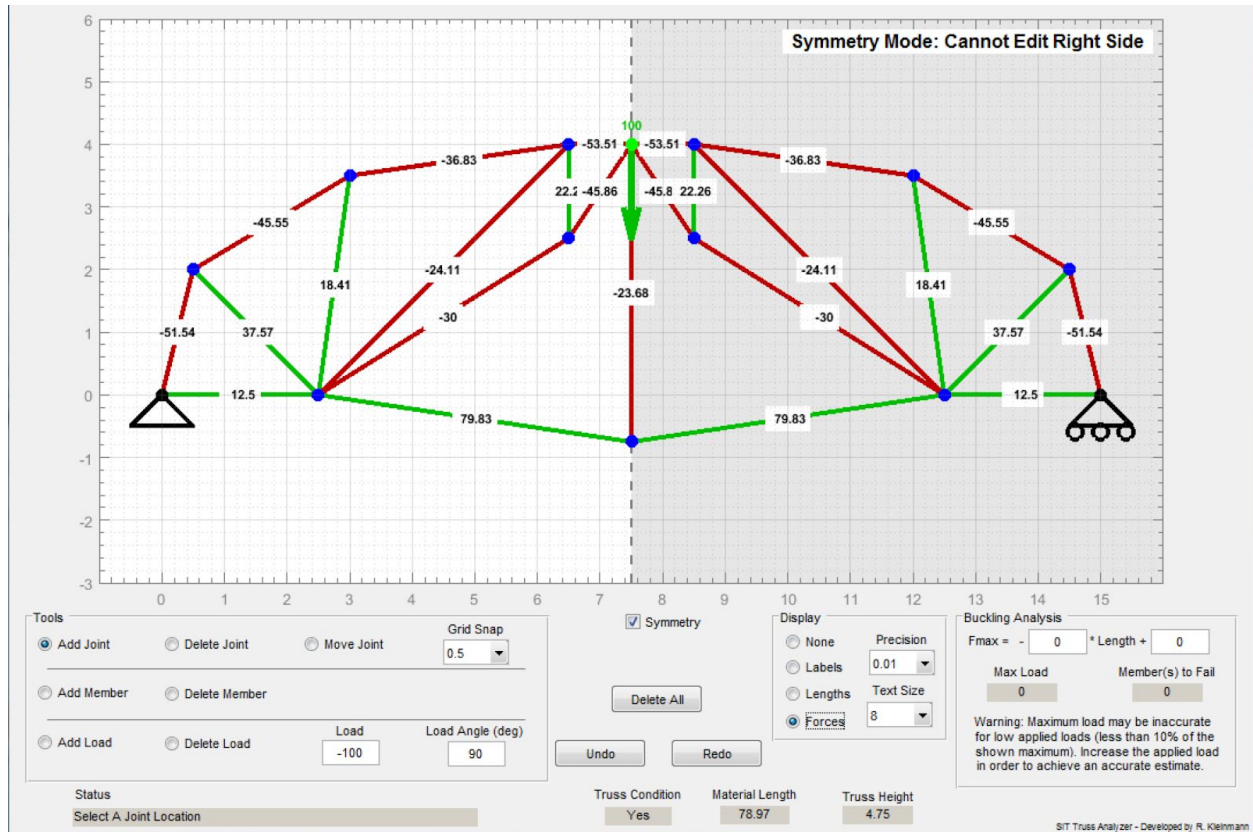 Symmetry Mode: Cannot Edit Right Side
6
5
4
3
2
1
0
-1
-2
-3
100
-53.51
-53.51
-36.83
-36.83
22.2
-45.86
-45.8
22.26
-45.55
-45.55
-24.11
-24.11
18.41
-23.68
18.41
-30
-30
-51.54
37.57
37.57
-51.54
12.5
12.5
79.83
79.83
0 1 2 3 4 5 6 7 8 9 10 11 12 13 14 15
Tools
Add Joint
Delete Joint
Move Joint
Grid Snap
0.5
Add Member
Delete Member
Add Load
Delete Load
Load
-100
Load Angle (deg)
90
Symmetry
Delete All
Undo
Redo
Display
None
Labels
Lengths
Forces
Precision
0.01
Text Size
8
Buckling Analysis
Fmax = - 0 * Length + 0
Max Load
0
Member(s) to Fail
0
Warning: Maximum load may be inaccurate
for low applied loads (less than 10% of the
shown maximum). Increase the applied load
in order to achieve an accurate estimate.
Status
Select A Joint Location
Truss Condition
Yes
Material Length
78.97
Truss Height
4.75
SIT Truss Analyzer - Developed by R. Kleinmann